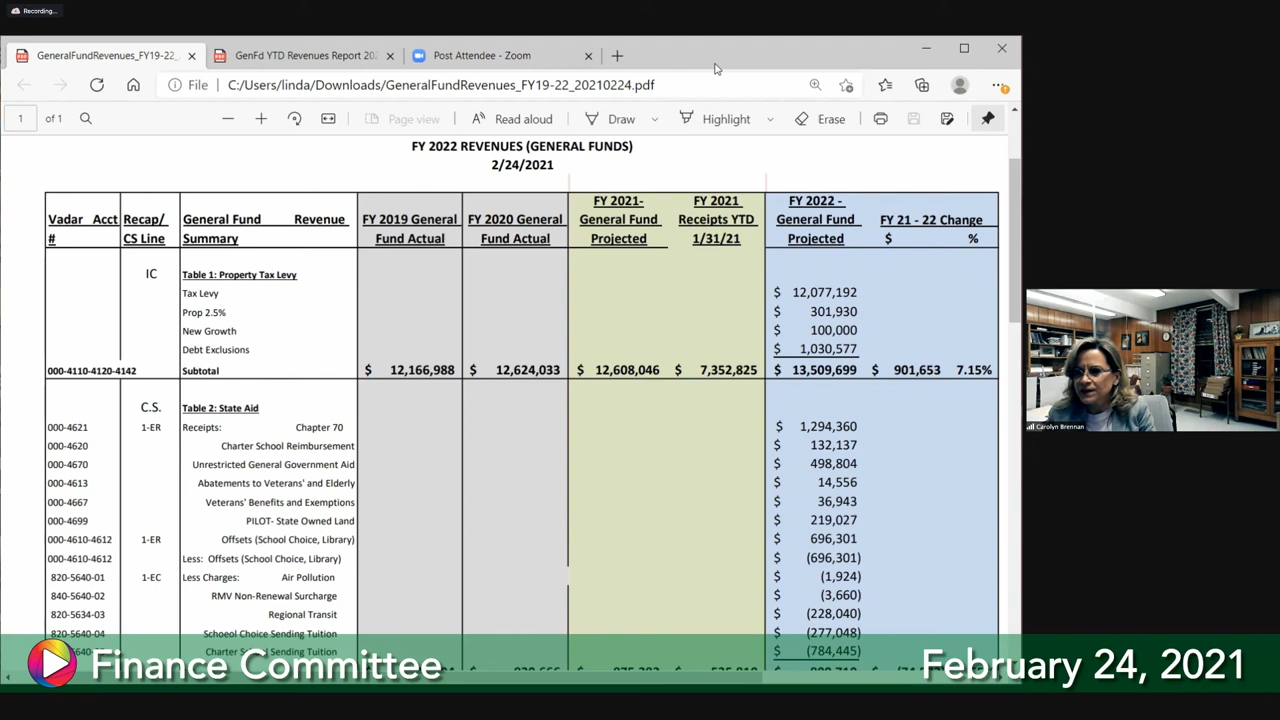 Recording...
GeneralFundRevenues_FY19-22_
GenFd YTD Revenues Report 202
Post Attendee - Zoom
File C:/Users/linda/Downloads/GeneralFundRevenues_FY19-22_20210224.pdf
1 of 1 Page view Read aloud Draw Highlight Erase
FY 2022 REVENUES (GENERAL FUNDS)
2/24/2021
Vadar Acct # Recap/ CS Line General Fund Revenue Summary FY 2019 General Fund Actual FY 2020 General Fund Actual FY 2021- General Fund Projected FY 2021 Receipts YTD 1/31/21 FY 2022 - General Fund Projected FY 21 - 22 Change $ %
IC Table 1: Property Tax Levy
Tax Levy $ 12,077,192
Prop 2.5% $ 301,930
New Growth $ 100,000
Debt Exclusions $ 1,030,577
000-4110-4120-4142 Subtotal $ 12,166,988 $ 12,624,033 $ 12,608,046 $ 7,352,825 $ 13,509,699 $ 901,653 7.15%
C.S. Table 2: State Aid
000-4621 1-ER Receipts: Chapter 70 $ 1,294,360
000-4620 Charter School Reimbursement $ 132,137
000-4670 Unrestricted General Government Aid $ 498,804
000-4613 Abatements to Veterans' and Elderly $ 14,556
000-4667 Veterans' Benefits and Exemptions $ 36,943
000-4699 PILOT- State Owned Land $ 219,027
000-4610-4612 1-ER Offsets (School Choice, Library) $ 696,301
000-4610-4612 Less: Offsets (School Choice, Library) $ (696,301)
820-5640-01 1-EC Less Charges: Air Pollution $ (1,924)
840-5640-02 RMV Non-Renewal Surcharge $ (3,660)
820-5634-03 Regional Transit $ (228,040)
820-5640-04 Schoeol Choice Sending Tuition $ (277,048)
Sending Tuition $ (784,445)
Carolyn Brennan
Finance Committee
February 24, 2021